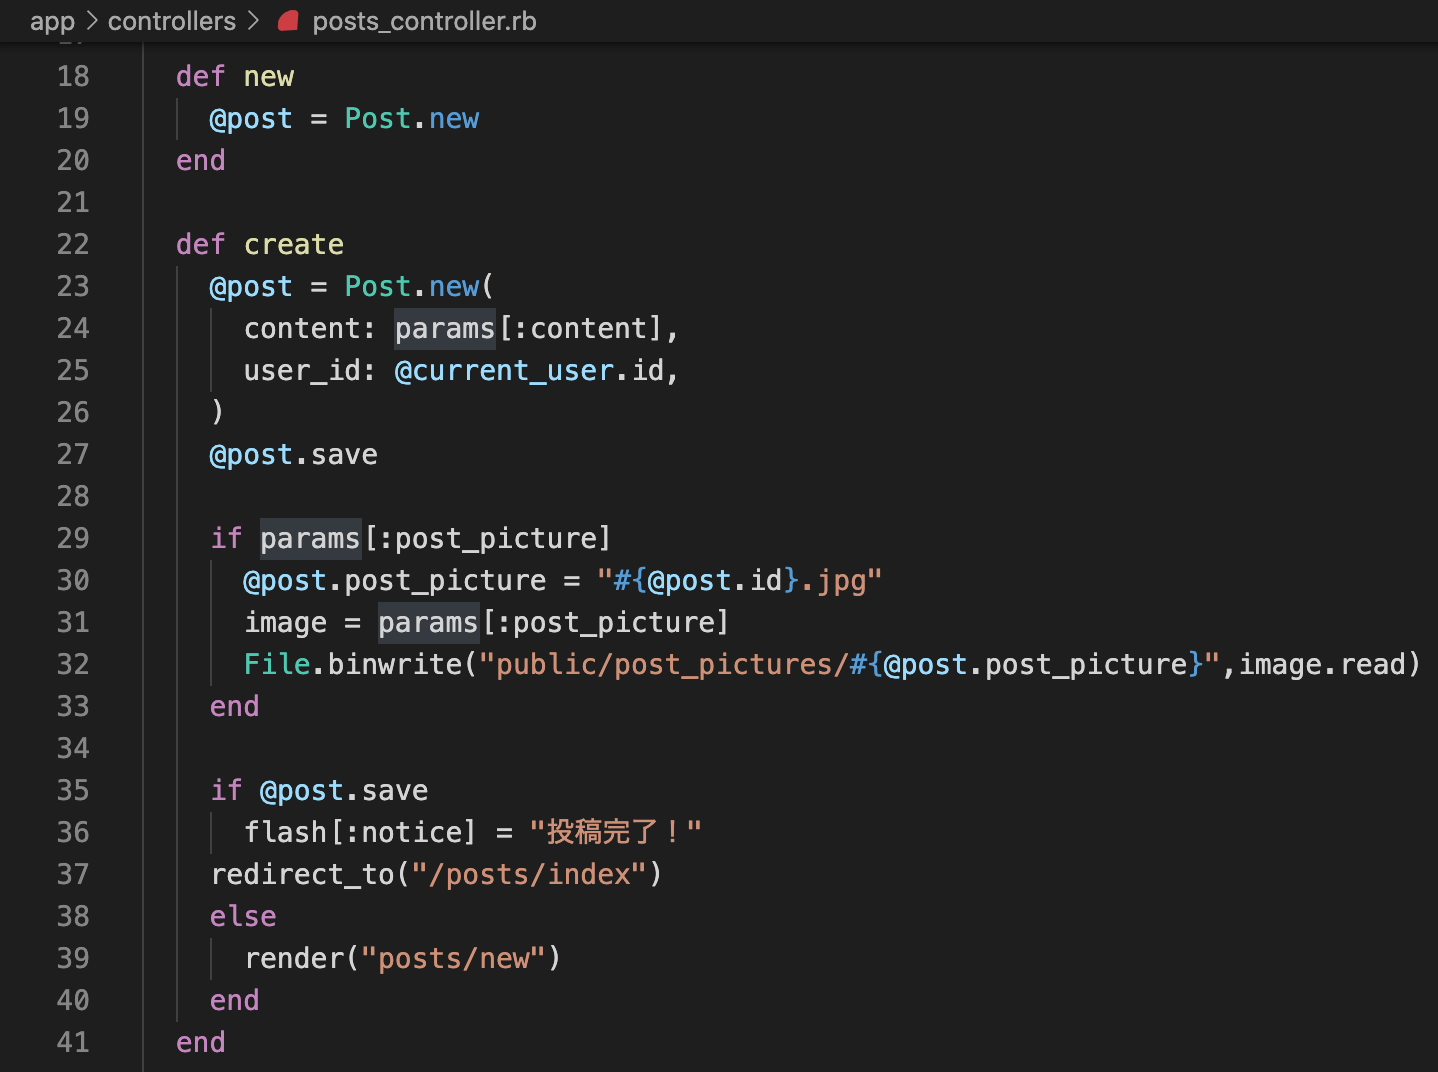 app > controllers > posts_controller.rb
18 def new
19 @post = Post.new
20 end
21
22 def create
23 @post = Post.new(
24 content: params[:content],
25 user_id: @current_user.id,
26 )
27 @post.save
28
29 if params[:post_picture]
30 @post.post_picture = "#{@post.id}.jpg"
31 image = params[:post_picture]
32 File.binwrite("public/post_pictures/#{@post.post_picture}",image.read)
33 end
34
35 if @post.save
36 flash[:notice] = "投稿完了！"
37 redirect_to("/posts/index")
38 else
39 render("posts/new")
40 end
41 end